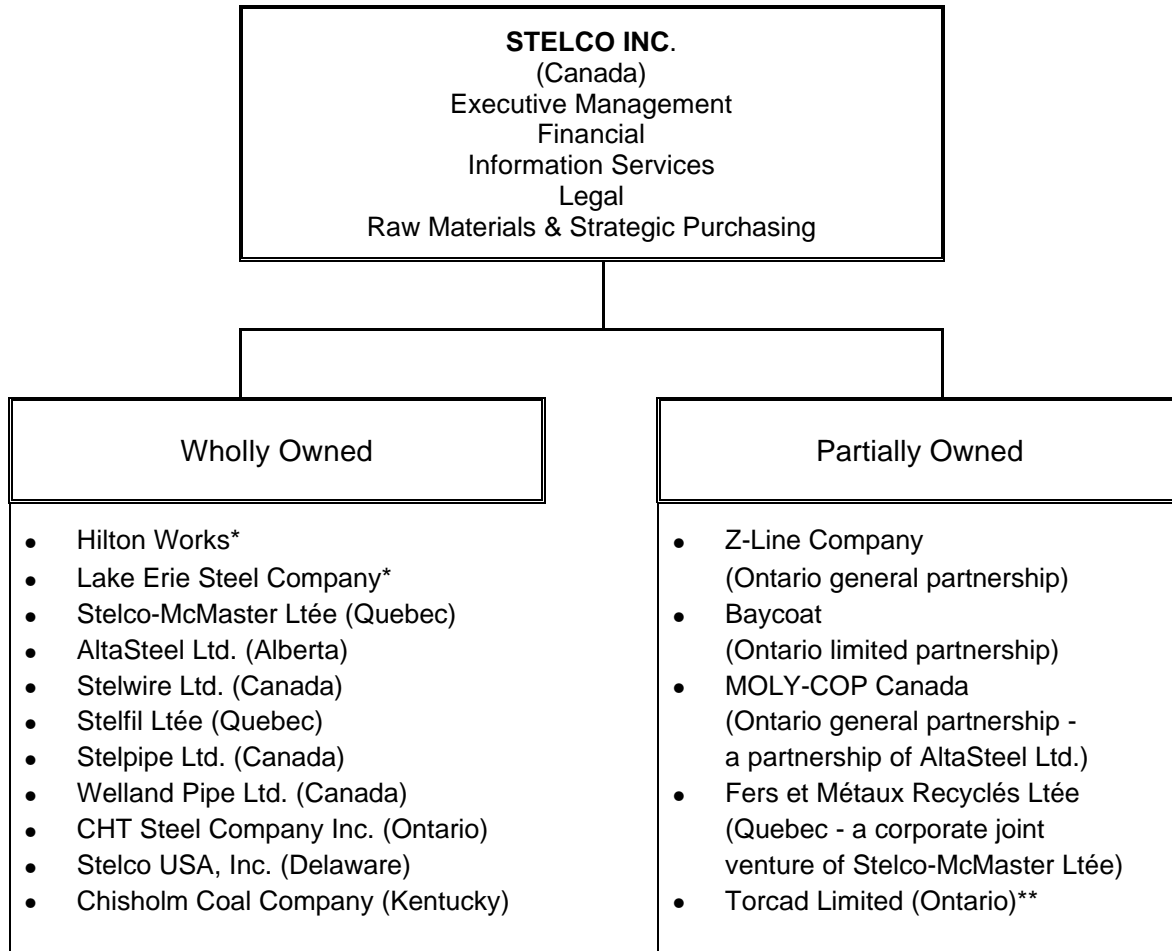 STELCO INC.
(Canada)
Executive Management
Financial
Information Services
Legal
Raw Materials & Strategic Purchasing
Wholly Owned
• Hilton Works*
• Lake Erie Steel Company*
• Stelco-McMaster Ltée (Quebec)
• AltaSteel Ltd. (Alberta)
• Stelwire Ltd. (Canada)
• Stelfil Ltée (Quebec)
• Stelpipe Ltd. (Canada)
• Welland Pipe Ltd. (Canada)
• CHT Steel Company Inc. (Ontario)
• Stelco USA, Inc. (Delaware)
• Chisholm Coal Company (Kentucky)
Partially Owned
• Z-Line Company
(Ontario general partnership)
• Baycoat
(Ontario limited partnership)
• MOLY-COP Canada
(Ontario general partnership -
a partnership of AltaSteel Ltd.)
• Fers et Métaux Recyclés Ltée
(Quebec - a corporate joint
venture of Stelco-McMaster Ltée)
• Torcad Limited (Ontario)**